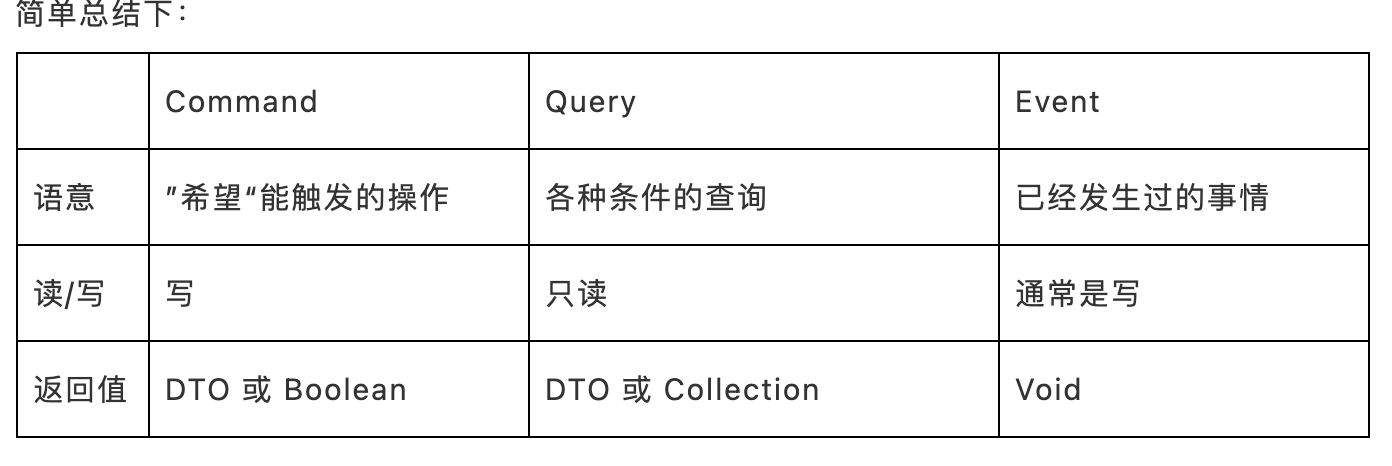 简单总结下：
Command Query Event
语意 ”希望“能触发的操作 各种条件的查询 已经发生过的事情
读/写 写 只读 通常是写
返回值 DTO 或 Boolean DTO 或 Collection Void